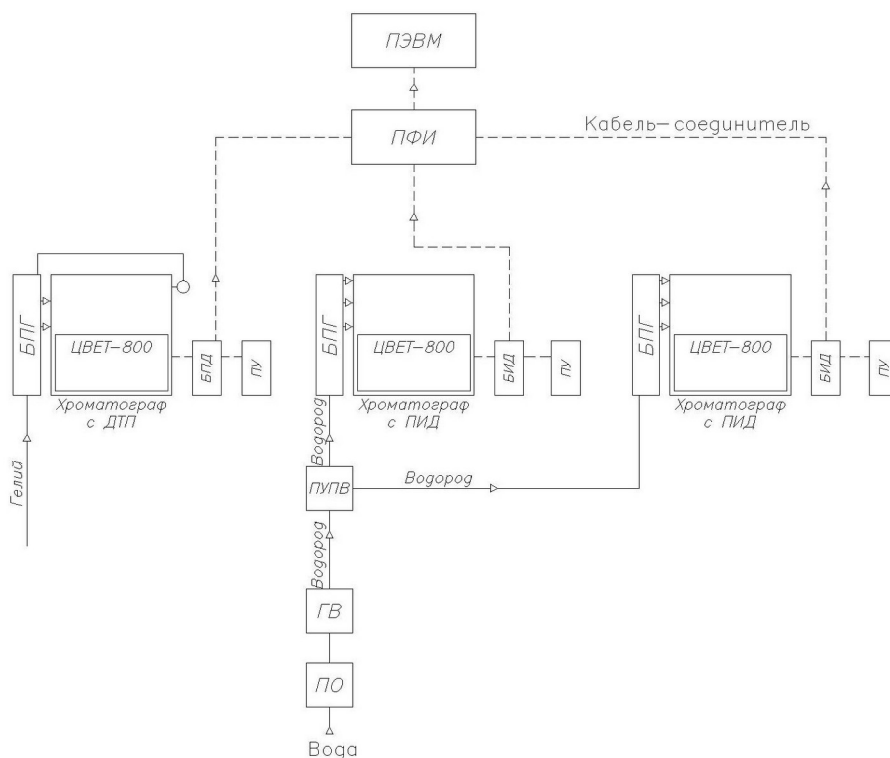 ПЭВМ
ПФИ
Кабель-соединитель
БПГ
ЦВЕТ-800
БПД
ПУ
Хроматограф
с ДТП
Гелий
БПГ
ЦВЕТ-800
БИД
ПУ
Хроматограф
с ПИД
Водород
БПГ
ЦВЕТ-800
БИД
ПУ
Хроматограф
с ПИД
ПУПВ
Водород
Водород
ГВ
ПО
Вода